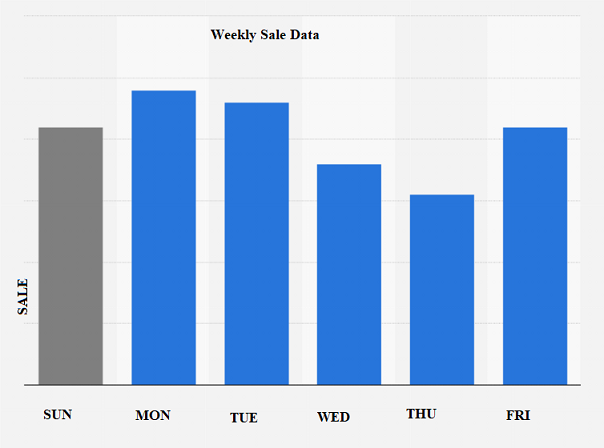 Weekly Sale Data
SALE
SUN
MON
TUE
WED
THU
FRI